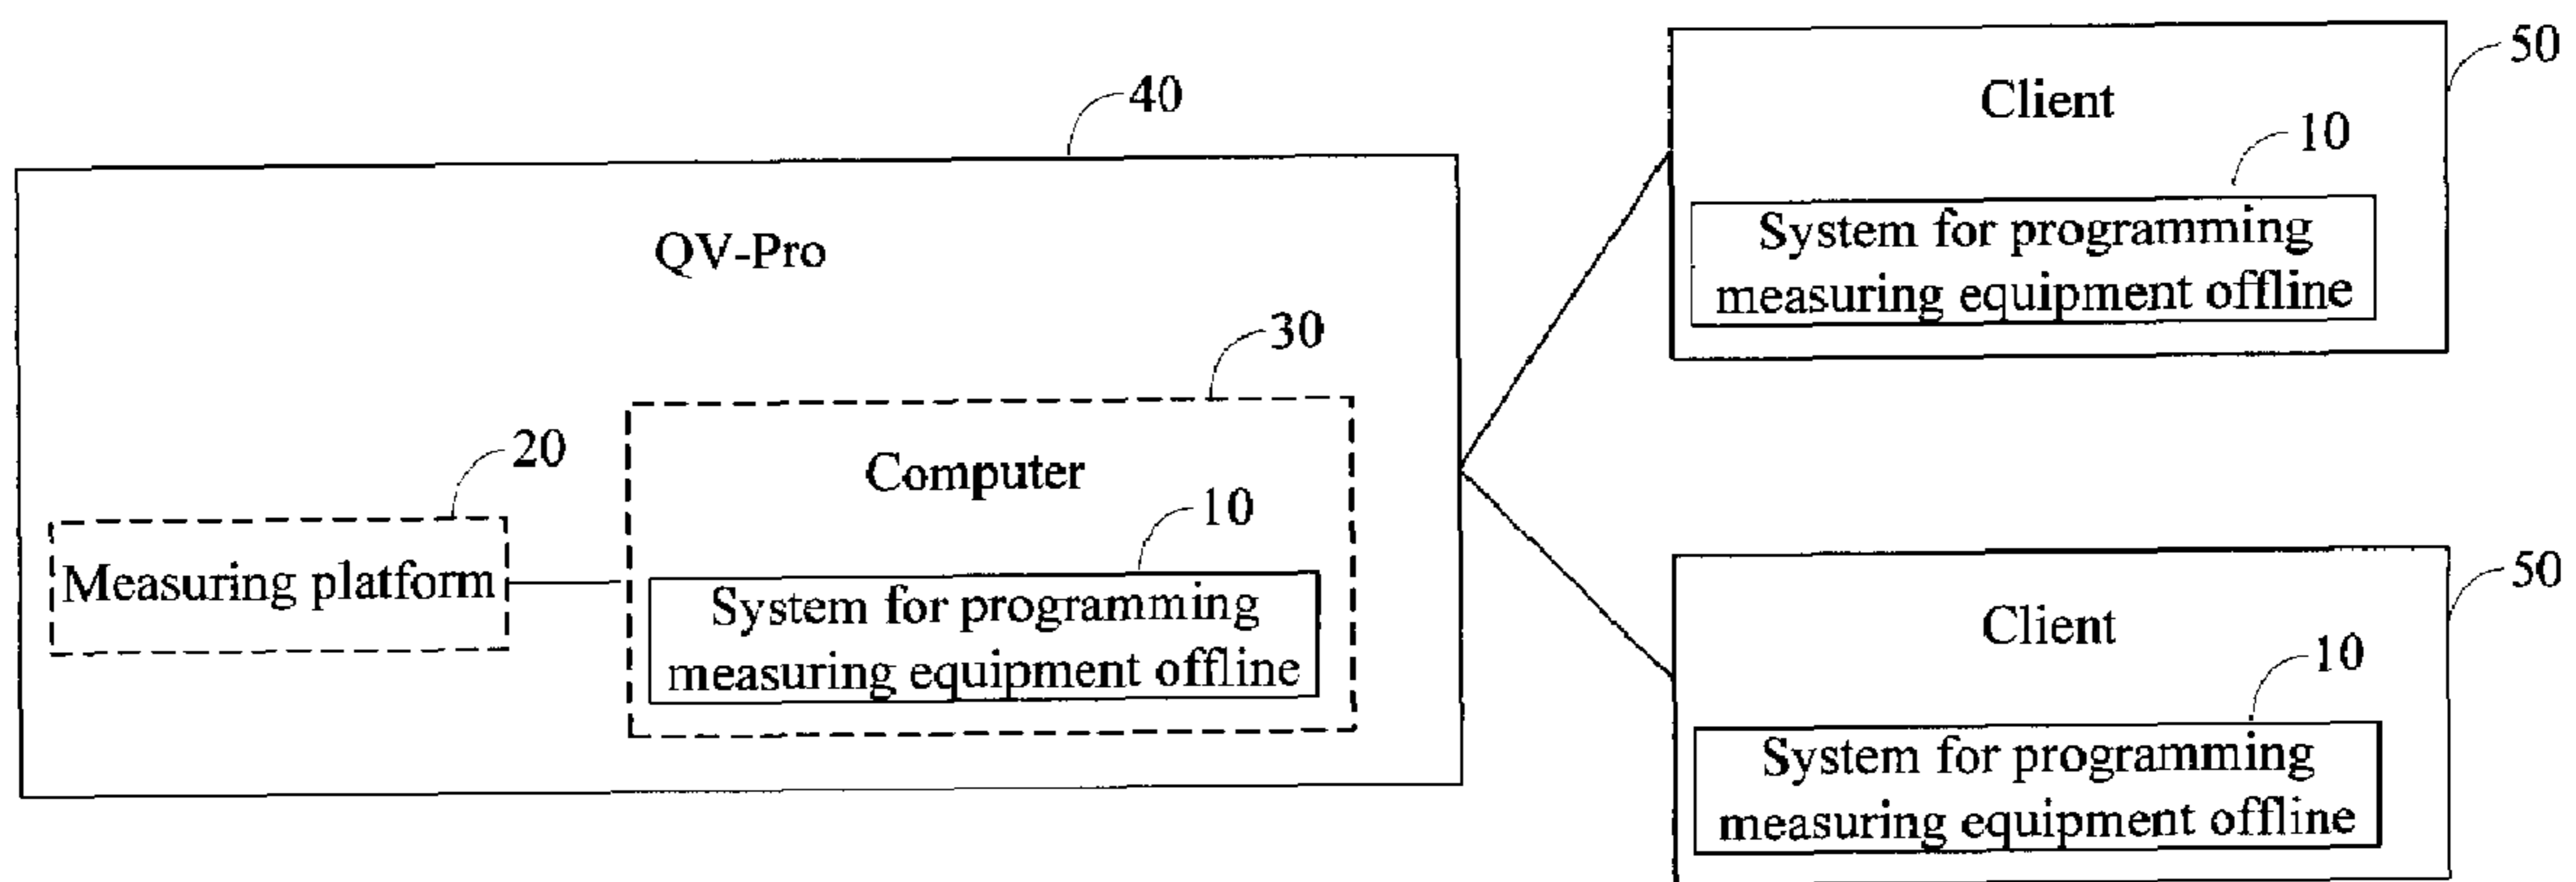 40
QV-Pro
30
Computer
20
10
Measuring platform
System for programming
measuring equipment offline
50
Client
10
System for programming
measuring equipment offline
50
Client
10
System for programming
measuring equipment offline